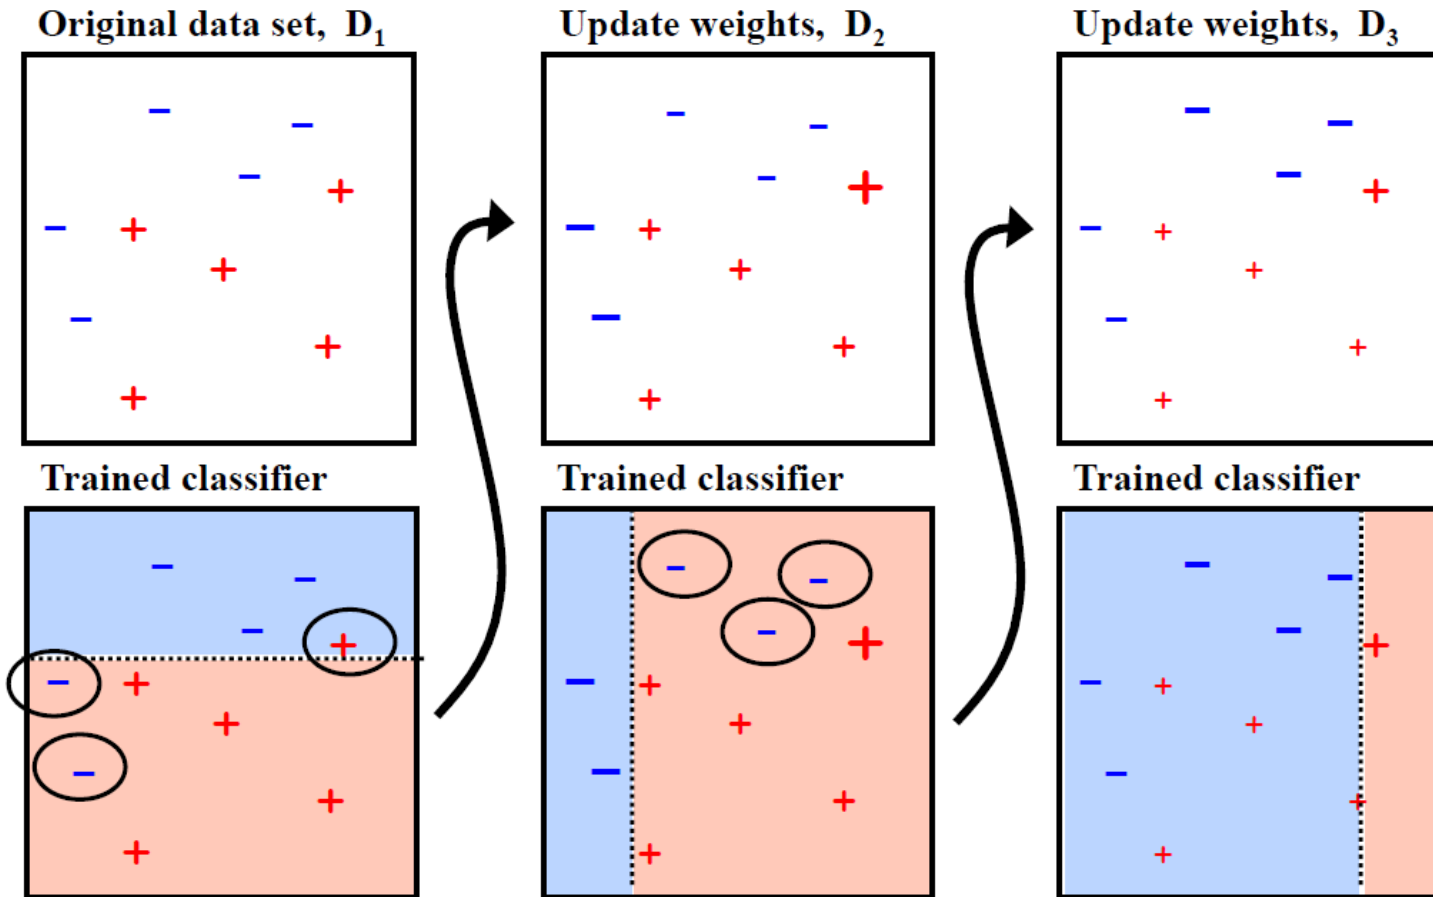 Original data set, D₁
Update weights, D₂
Update weights, D₃
Trained classifier
Trained classifier
Trained classifier